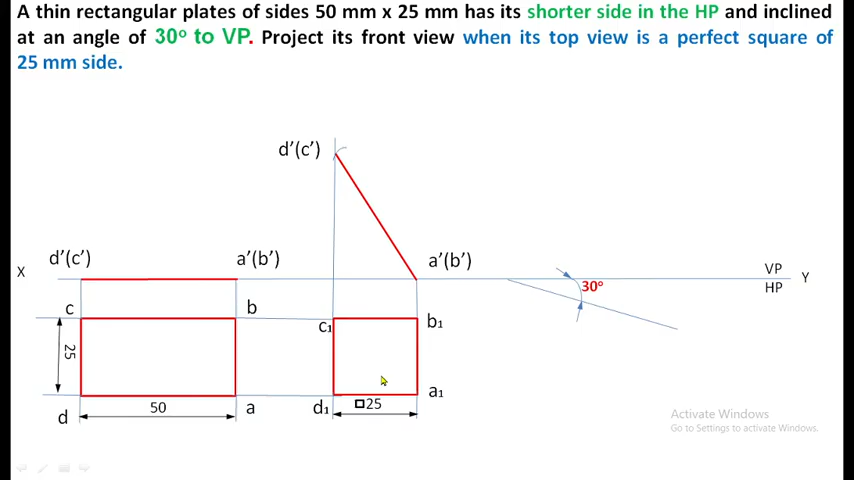 A thin rectangular plates of sides 50 mm x 25 mm has its shorter side in the HP and inclined
at an angle of 30º to VP. Project its front view when its top view is a perfect square of
25 mm side.
d’(c’)
d’(c’) a’(b’) a’(b’)
X VP Y
30º HP
c b c₁ b₁
25
50 25
d a d₁ a₁
Activate Windows
Go to Settings to activate Windows.